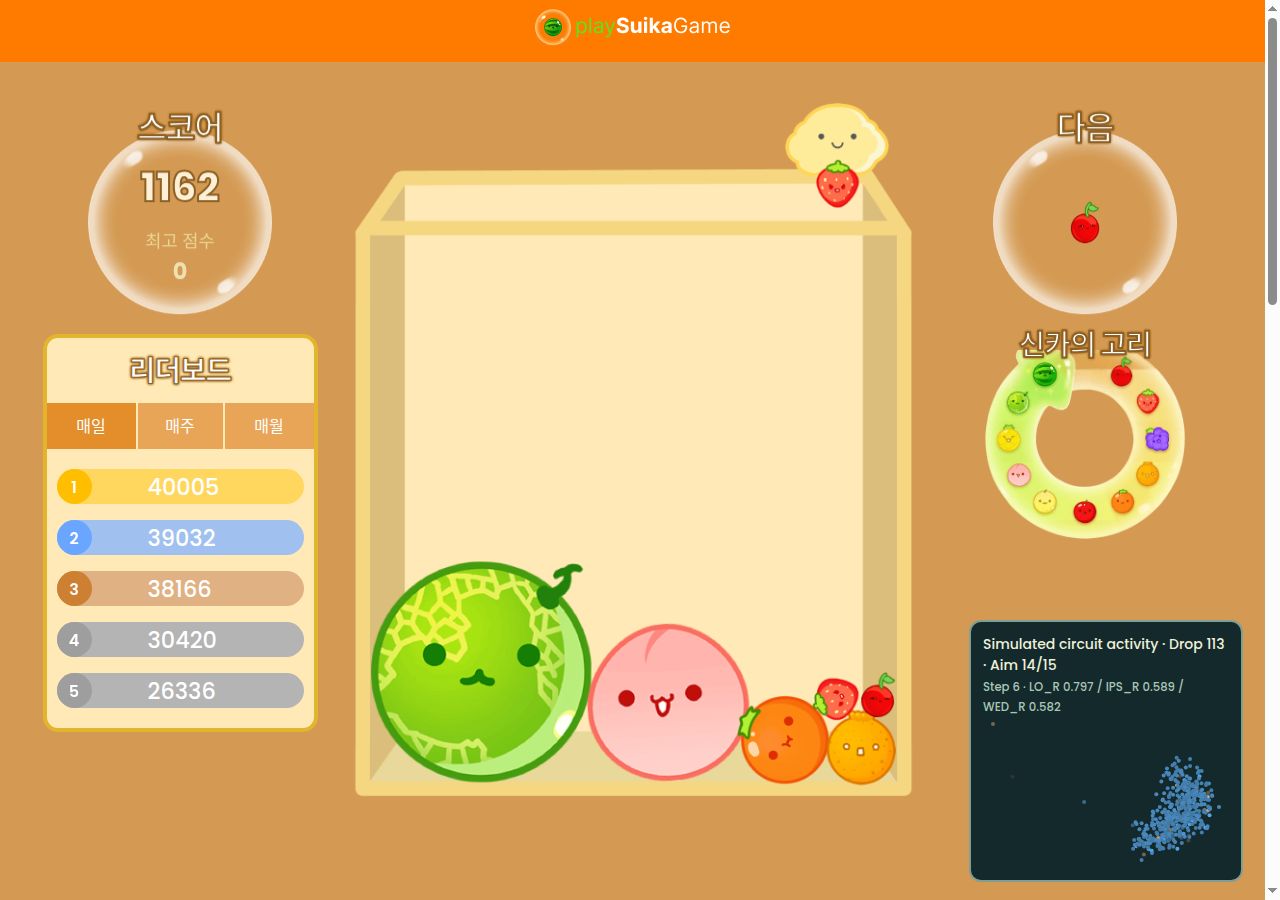 playSuikaGame
스코어
1162
최고 점수
0
다음
신카의 고리
리더보드
매일 매주 매월
1 40005
2 39032
3 38166
4 30420
5 26336
Simulated circuit activity · Drop 113
· Aim 14/15
Step 6 · LO_R 0.797 / IPS_R 0.589 /
WED_R 0.582